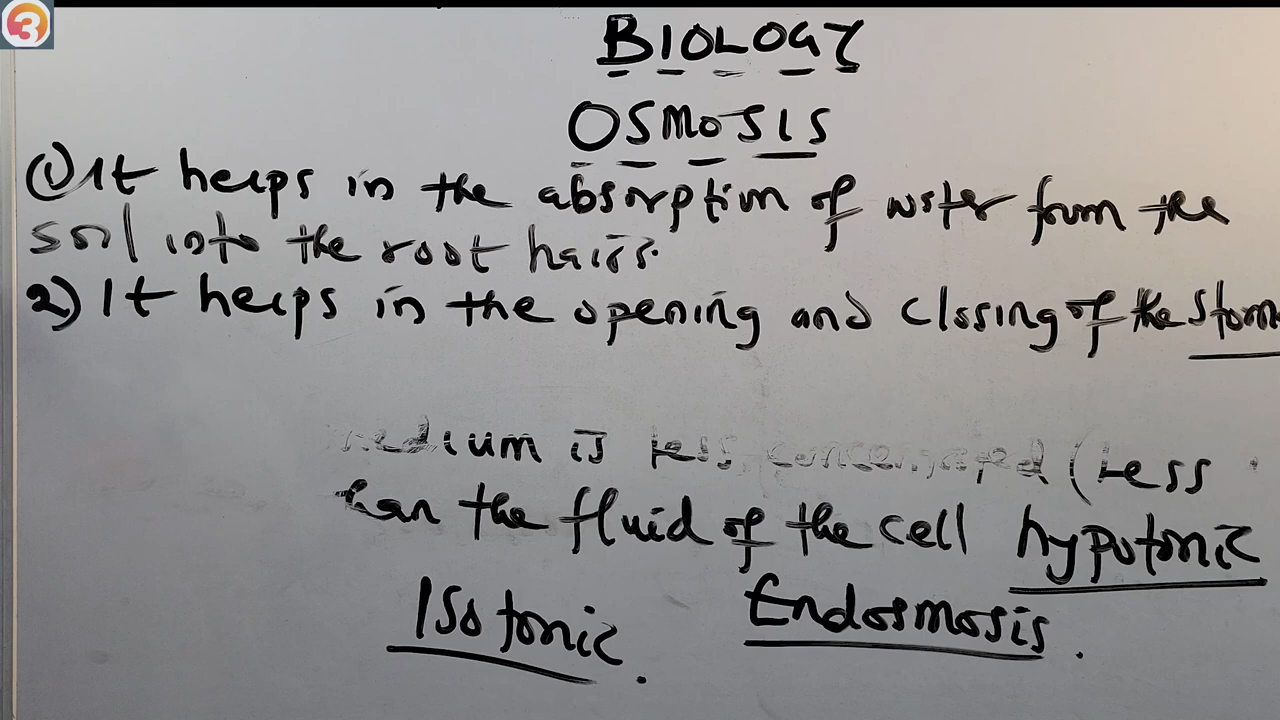 3
BIOLOGY
OSMOSIS
1) It helps in the absorption of water from the
soil into the root hairs.
2) It helps in the opening and closing of the stom
medium is less concentrated (Less
than the fluid of the cell hypotonic
Isotonic. Endosmosis.